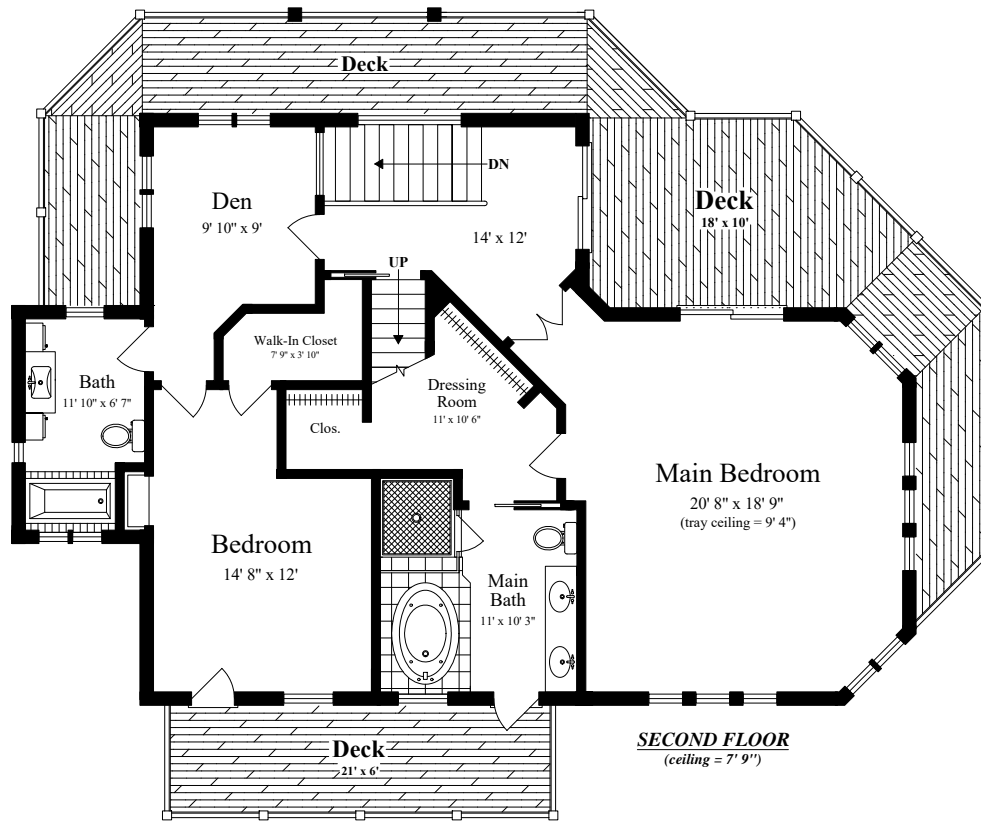 Deck
DN
Den
9' 10" x 9'
14' x 12'
Deck
18' x 10'
UP
Walk-In Closet
7' 9" x 3' 10"
Bath
11' 10" x 6' 7"
Dressing
Room
11' x 10' 6"
Clos.
Main Bedroom
20' 8" x 18' 9"
(tray ceiling = 9' 4")
Bedroom
14' 8" x 12'
Main
Bath
11' x 10' 3"
Deck
21' x 6'
SECOND FLOOR
(ceiling = 7' 9")